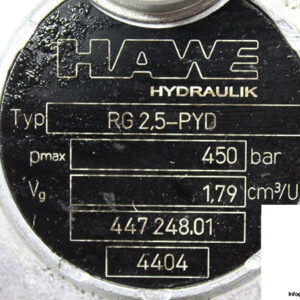 HAWE
HYDRAULIK
Typ RG 2,5-PYD
pmax 450 bar
Vg 1,79 cm³/U
447 248.01
4404